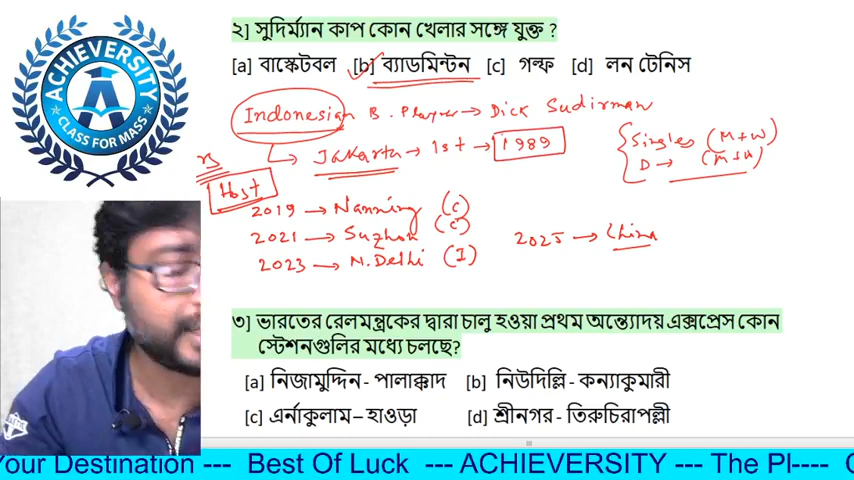 ACHIEVERSITY
CLASS FOR MASS
২] সুদির্ম্যান কাপ কোন খেলার সঙ্গে যুক্ত ?
[a] বাস্কেটবল [b] ব্যাডমিন্টন [c] গল্ফ [d] লন টেনিস
Indonesian B. Player → Dick Sudirman
Jakarta → 1st → 1989
Singles (M+W)
D → (M+W)
Host
2019 → Nanning (C)
2021 → Suzhou (C)
2023 → N. Delhi (I)
2025 → China
৩] ভারতের রেলমন্ত্রকের দ্বারা চালু হওয়া প্রথম অন্ত্যোদয় এক্সপ্রেস কোন
স্টেশনগুলির মধ্যে চলছে?
[a] নিজামুদ্দিন- পালাক্কাদ [b] নিউদিল্লি - কন্যাকুমারী
[c] এর্নাকুলাম – হাওড়া [d] শ্রীনগর - তিরুচিরাপল্লী
Your Destination --- Best Of Luck --- ACHIEVERSITY --- The Pl----